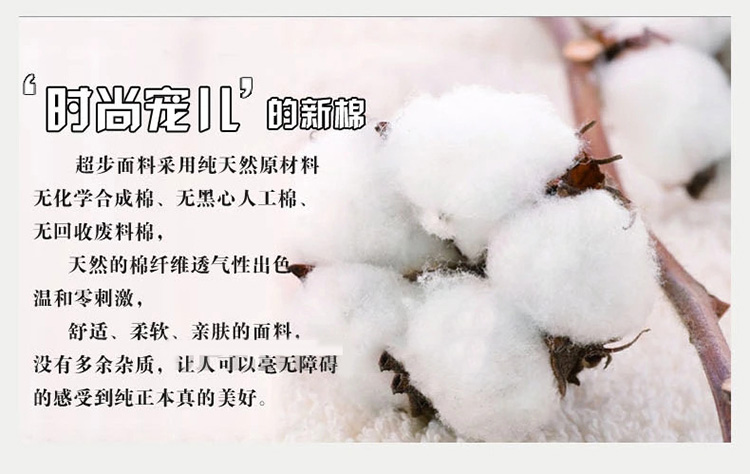 ‘时尚宠儿’的新棉
超步面料采用纯天然原材料
无化学合成棉、无黑心人工棉、
无回收废料棉，
天然的棉纤维透气性出色，
温和零刺激，
舒适、柔软、亲肤的面料，
没有多余杂质，让人可以毫无障碍
的感受到纯正本真的美好。